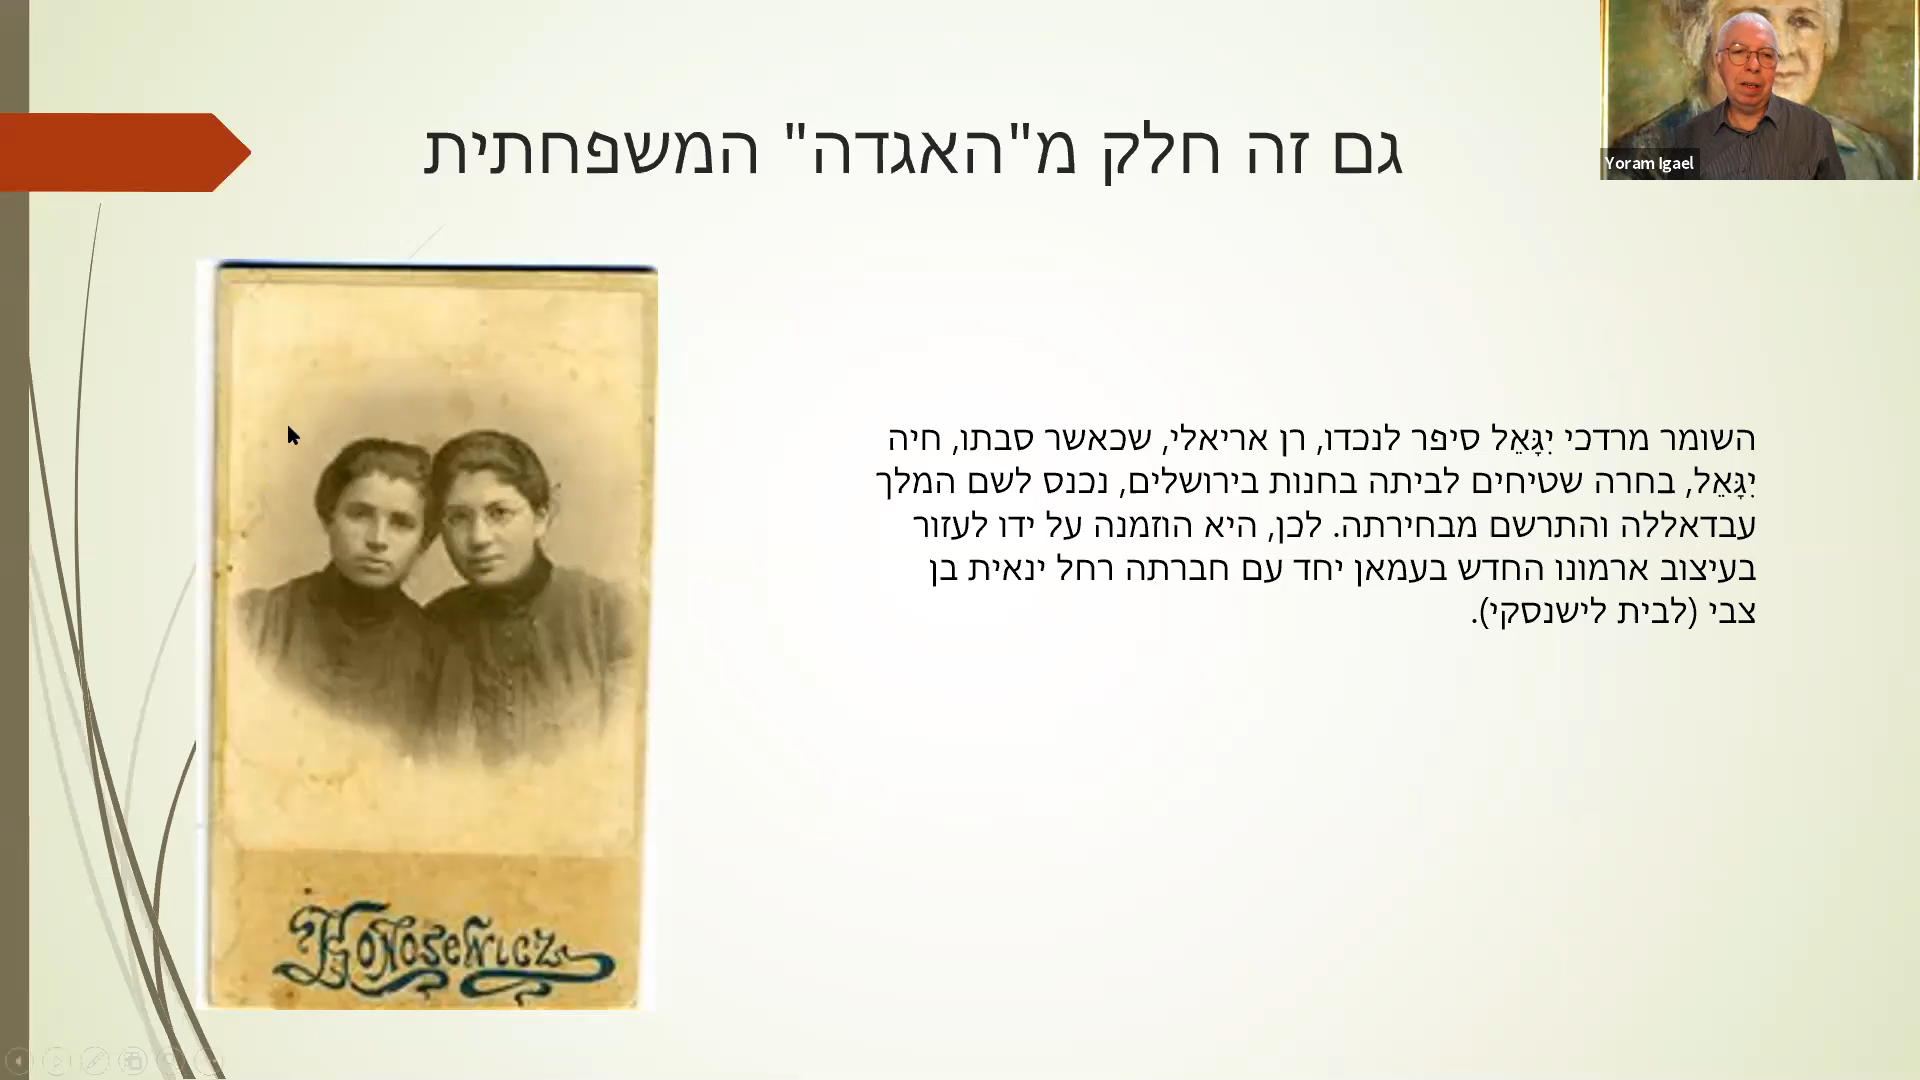 גם זה חלק מ"האגדה" המשפחתית
Yoram Igael
השומר מרדכי יִגָּאֵל סיפר לנכדו, רן אריאלי, שכאשר סבתו, חיה
יִגָּאֵל, בחרה שטיחים לביתה בחנות בירושלים, נכנס לשם המלך
עבדאללה והתרשם מבחירתה. לכן, היא הוזמנה על ידו לעזור
בעיצוב ארמונו החדש בעמאן יחד עם חברתה רחל ינאית בן
צבי (לבית לישנסקי).